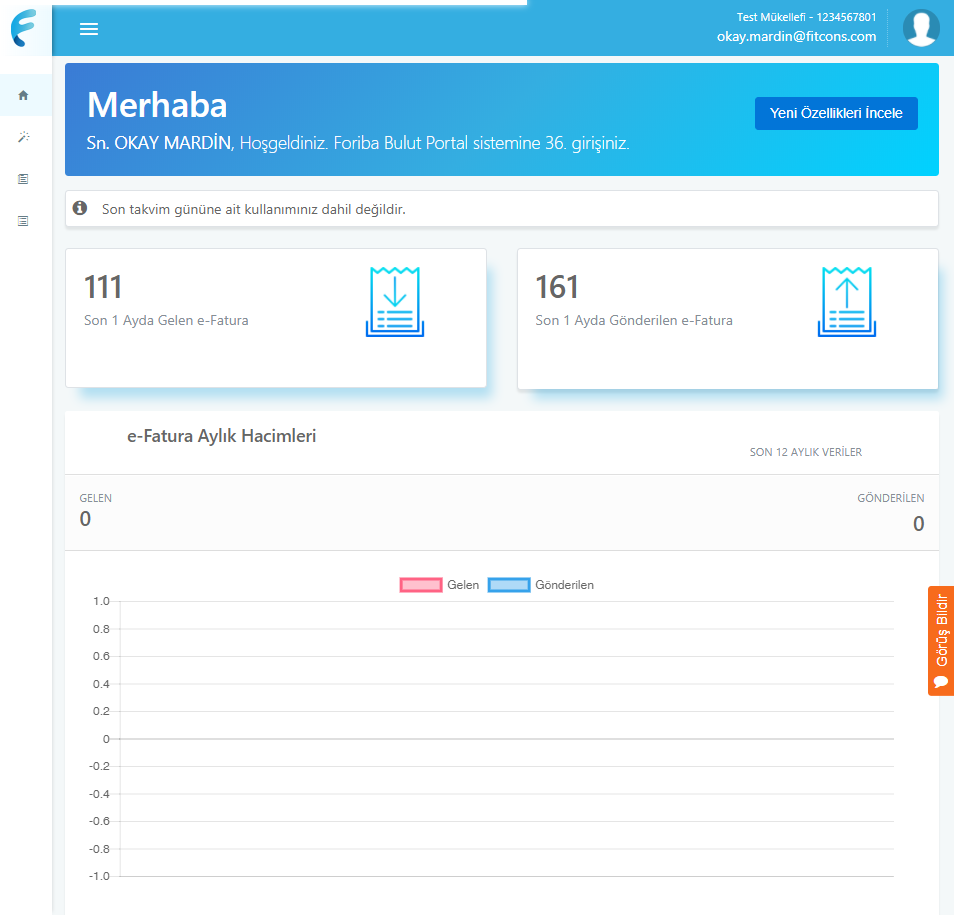 Test Mükellefi - 1234567801
okay.mardin@fitcons.com
Merhaba
Sn. OKAY MARDİN, Hoşgeldiniz. Foriba Bulut Portal sistemine 36. girişiniz.
Yeni Özellikleri İncele
Son takvim gününe ait kullanımınız dahil değildir.
111
Son 1 Ayda Gelen e-Fatura
161
Son 1 Ayda Gönderilen e-Fatura
e-Fatura Aylık Hacimleri
SON 12 AYLIK VERİLER
GELEN
0
GÖNDERİLEN
0
Gelen
Gönderilen
1.0
0.8
0.6
0.4
0.2
0
-0.2
-0.4
-0.6
-0.8
-1.0
Görüş Bildir